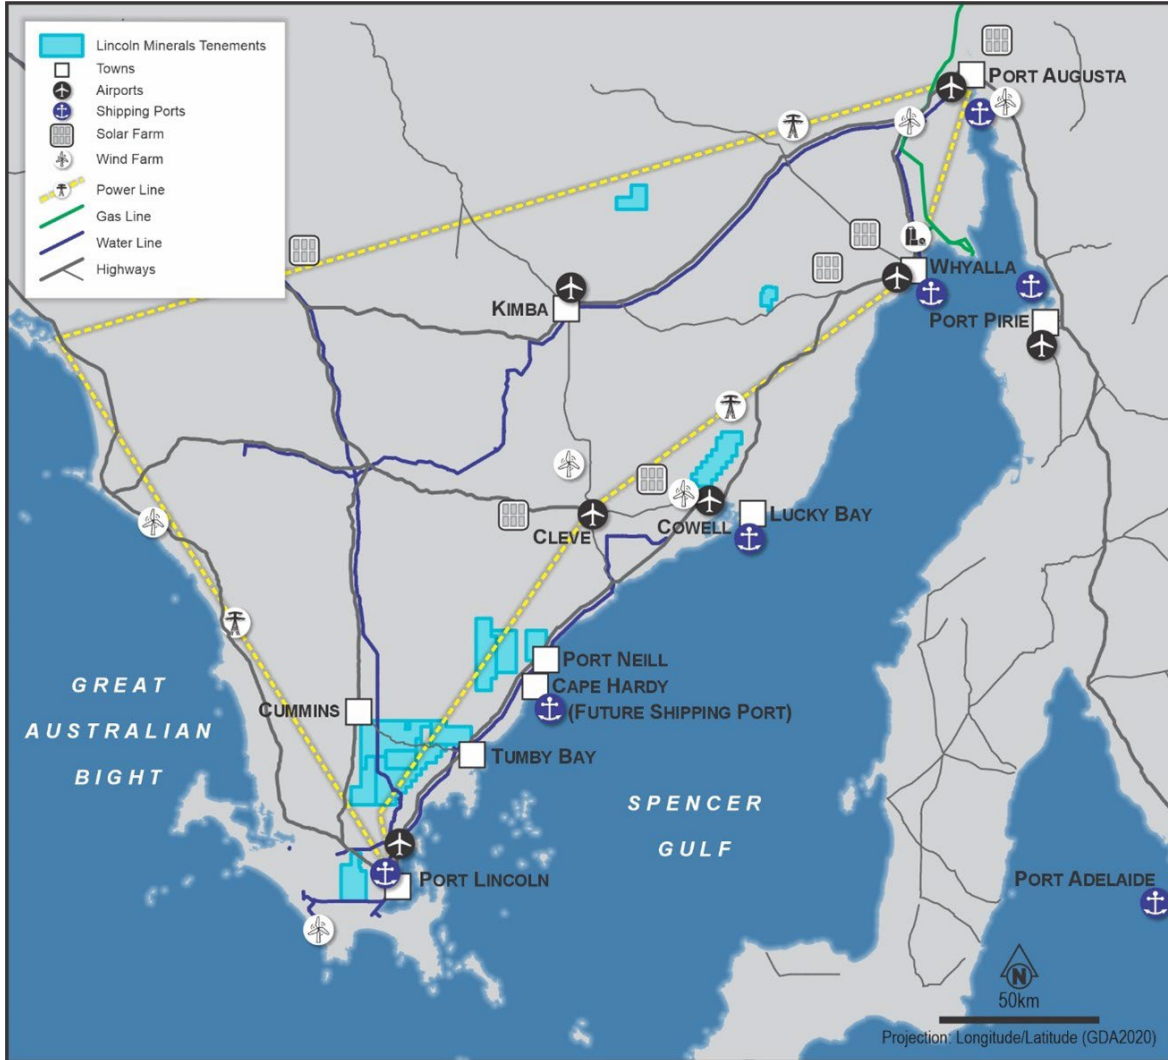 Lincoln Minerals Tenements
Towns
Airports
Shipping Ports
Solar Farm
Wind Farm
Power Line
Gas Line
Water Line
Highways
PORT AUGUSTA
WHYALLA
KIMBA
PORT PIRIE
LUCKY BAY
COWELL
CLEVE
PORT NEILL
CAPE HARDY
(FUTURE SHIPPING PORT)
GREAT
AUSTRALIAN
BIGHT
CUMMINS
TUMBY BAY
SPENCER
GULF
PORT LINCOLN
PORT ADELAIDE
N
50km
Projection: Longitude/Latitude (GDA2020)